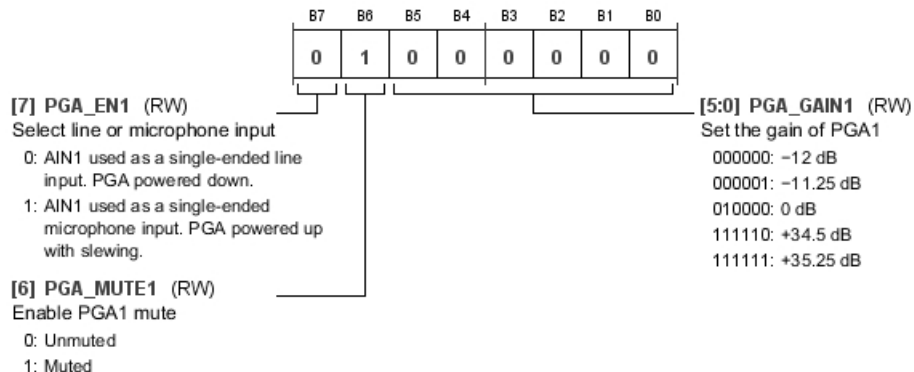 B7 B6 B5 B4 B3 B2 B1 B0
0 1 0 0 0 0 0 0
[7] PGA_EN1 (RW)
Select line or microphone input
0: AIN1 used as a single-ended line
input. PGA powered down.
1: AIN1 used as a single-ended
microphone input. PGA powered up
with slewing.
[6] PGA_MUTE1 (RW)
Enable PGA1 mute
0: Unmuted
1: Muted
[5:0] PGA_GAIN1 (RW)
Set the gain of PGA1
000000: −12 dB
000001: −11.25 dB
010000: 0 dB
111110: +34.5 dB
111111: +35.25 dB